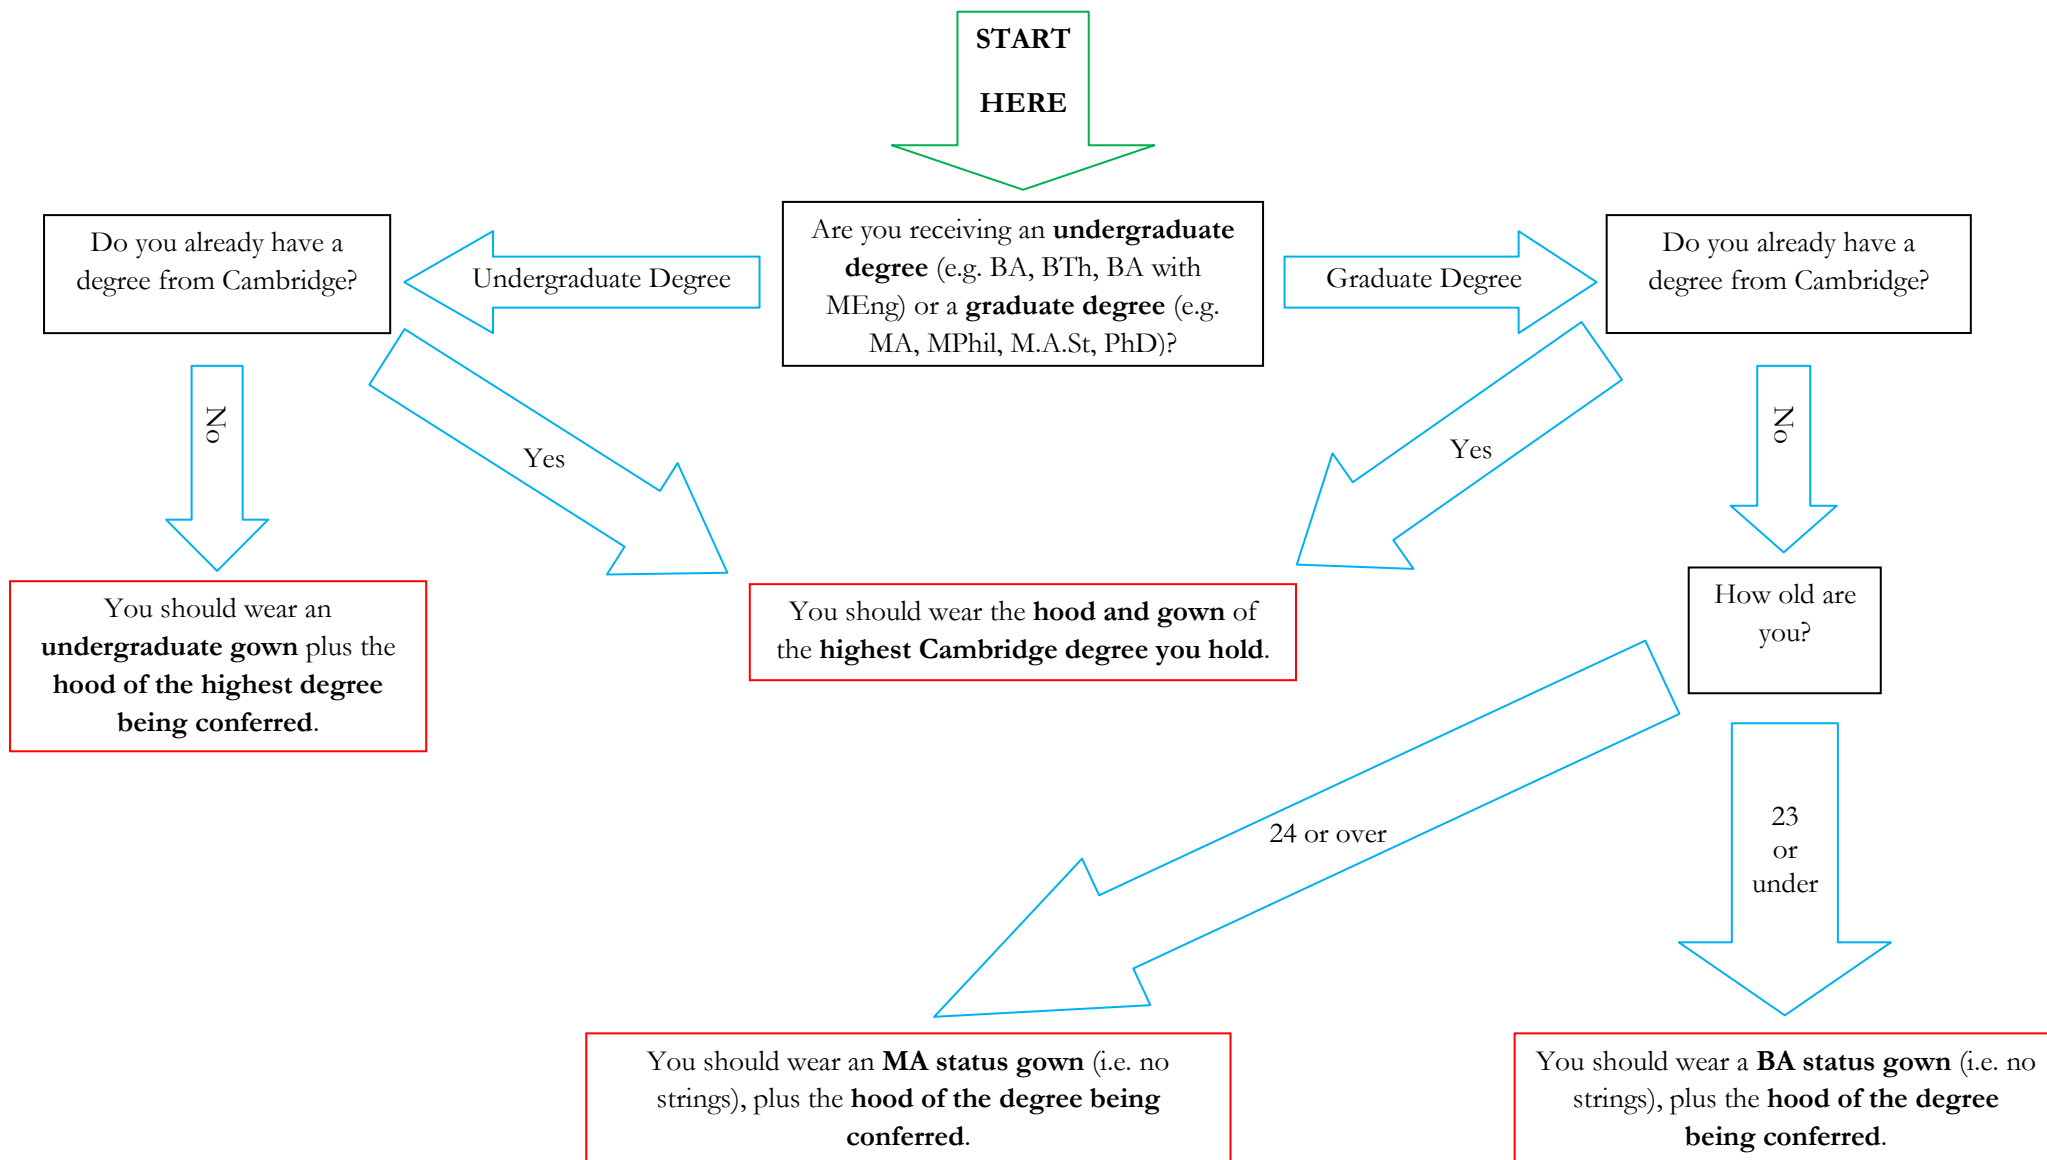 START
HERE
Do you already have a
degree from Cambridge?
Undergraduate Degree
Are you receiving an undergraduate
degree (e.g. BA, BTh, BA with
MEng) or a graduate degree (e.g.
MA, MPhil, M.A.St, PhD)?
Graduate Degree
Do you already have a
degree from Cambridge?
No
Yes
Yes
No
You should wear an
undergraduate gown plus the
hood of the highest degree
being conferred.
You should wear the hood and gown of
the highest Cambridge degree you hold.
How old are
you?
24 or over
23
or
under
You should wear an MA status gown (i.e. no
strings), plus the hood of the degree being
conferred.
You should wear a BA status gown (i.e. no
strings), plus the hood of the degree
being conferred.